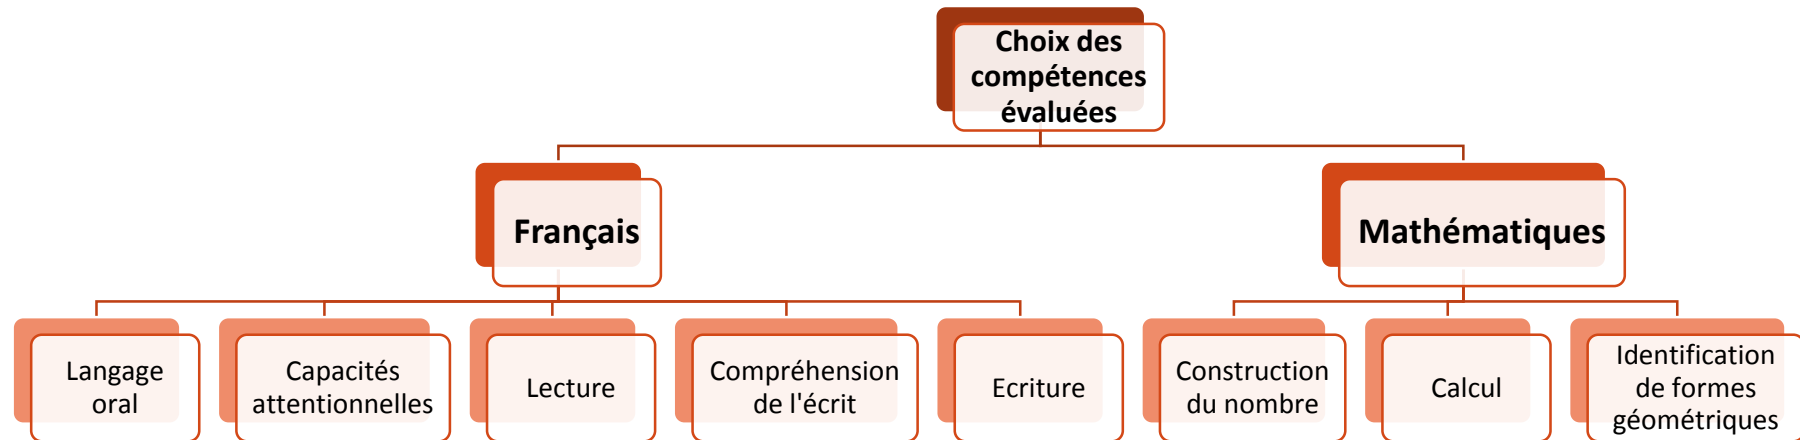 Choix des
compétences
évaluées
Français
Mathématiques
Langage
oral
Capacités
attentionnelles
Lecture
Compréhension
de l'écrit
Ecriture
Construction
du nombre
Calcul
Identification
de formes
géométriques